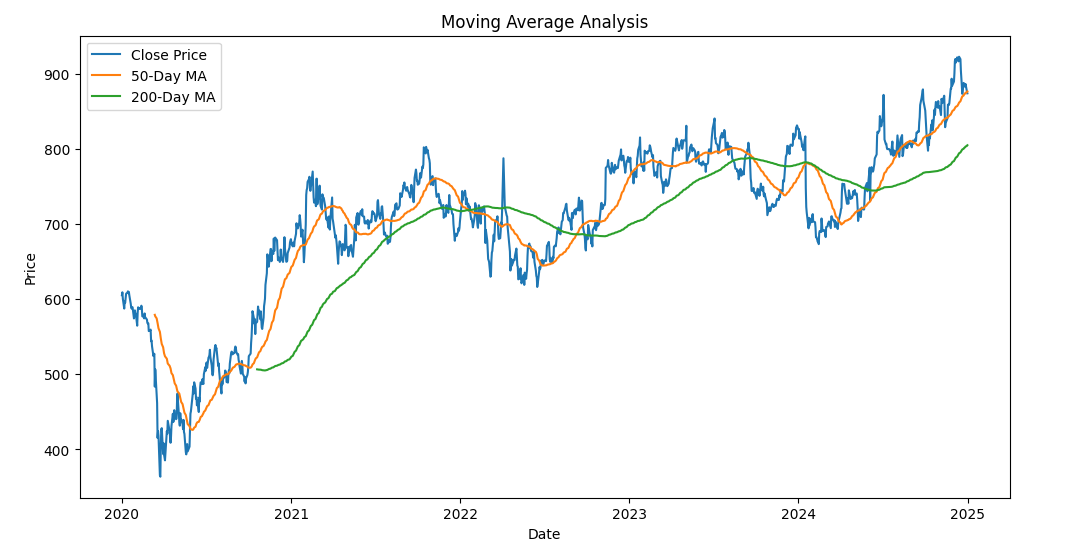 Moving Average Analysis
Close Price
50-Day MA
200-Day MA
900
800
700
600
500
400
Price
2020 2021 2022 2023 2024 2025
Date